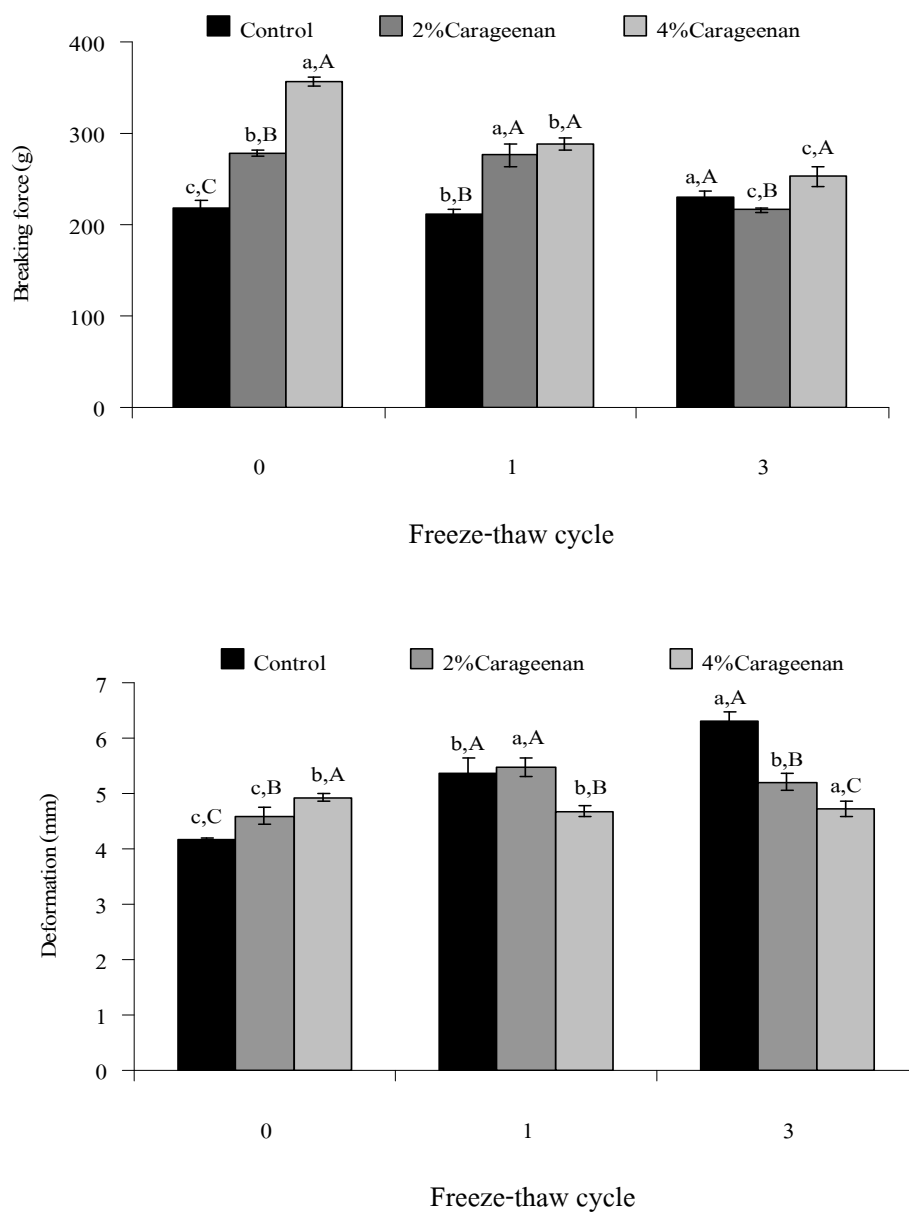 Control 2%Carageenan 4%Carageenan
400
300
200
100
0
Breaking force (g)
c,C b,B a,A
b,B a,A b,A
a,A c,B c,A
0 1 3
Freeze-thaw cycle
Control 2%Carageenan 4%Carageenan
7
6
5
4
3
2
1
0
Deformation (mm)
c,C c,B b,A
b,A a,A b,B
a,A b,B a,C
0 1 3
Freeze-thaw cycle